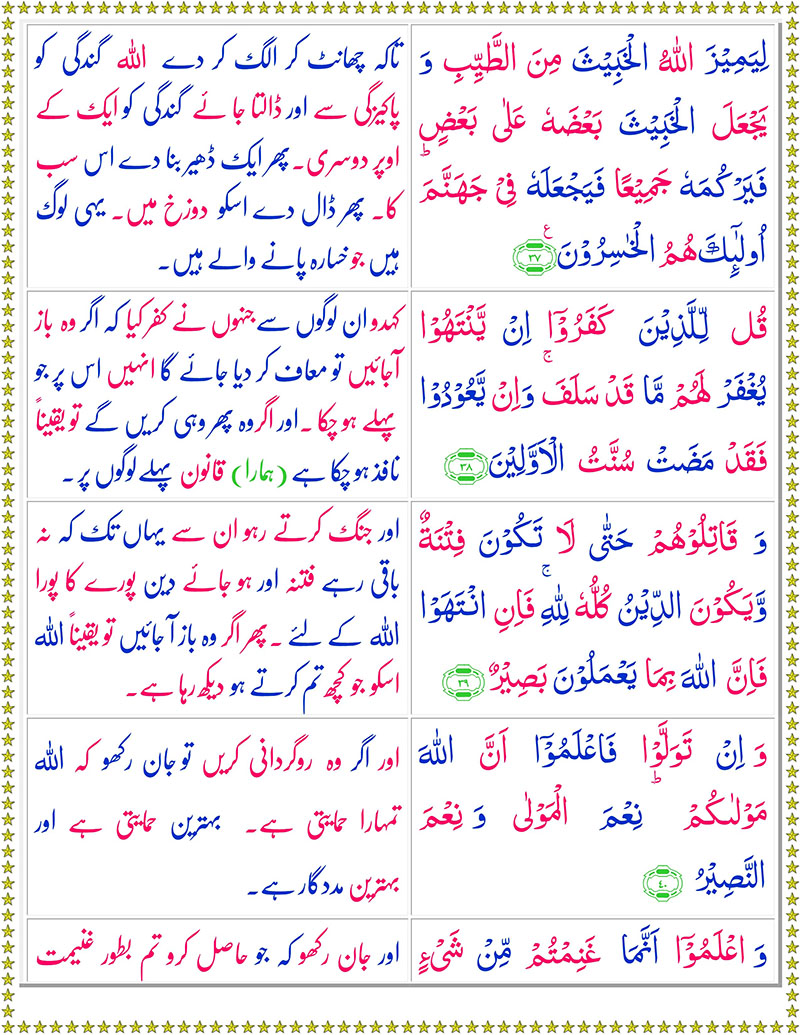 لِيَمِيْزَ اللّٰهُ الْخَبِيْثَ مِنَ الطَّيِّبِ وَ
يَجْعَلَ الْخَبِيْثَ بَعْضَهٗ عَلٰى بَعْضٍ
فَيَرْكُمَهٗ جَمِيْعًا فَيَجْعَلَهٗ فِىْ جَهَنَّمَ ؕ
اُولٰٓئِكَ هُمُ الْخٰسِرُوْنَ ع ۳۷
تاکہ چھانٹ کر الگ کر دے اللہ گندگی کو
پاکیزگی سے اور ڈالتا جائے گندگی کو ایک کے
اوپر دوسری۔ پھر ایک ڈھیر بنا دے اس سب
کا۔ پھر ڈال دے اسکو دوزخ میں۔ یہی لوگ
ہیں جو خسارہ پانے والے ہیں۔
قُل لِّلَّذِيْنَ كَفَرُوْۤا اِنْ يَّنْتَهُوْا
يُغْفَرْ لَهُمْ مَّا قَدْ سَلَفَ ۚ وَاِنْ يَّعُوْدُوْا
فَقَدْ مَضَتْ سُنَّتُ الْاَوَّلِيْنَ ۳۸
کہدو ان لوگوں سے جنہوں نے کفر کیا کہ اگر وہ باز
آجائیں تو معاف کر دیا جائے گا انہیں اس پر جو
پہلے ہو چکا۔ اور اگر وہ پھر وہی کریں گے تو یقیناً
نافذ ہو چکا ہے (ہمارا) قانون پہلے لوگوں پر۔
وَ قَاتِلُوْهُمْ حَتّٰى لَا تَكُوْنَ فِتْنَةٌ
وَّيَكُوْنَ الدِّيْنُ كُلُّهٗ لِلّٰهِ ۚ فَاِنِ انْتَهَوْا
فَاِنَّ اللّٰهَ بِمَا يَعْمَلُوْنَ بَصِيْرٌ ۳۹
اور جنگ کرتے رہو ان سے یہاں تک کہ نہ
باقی رہے فتنہ اور ہو جائے دین پورے کا پورا
اللہ کے لئے۔ پھر اگر وہ باز آ جائیں تو یقیناً اللہ
اسکو جو کچھ تم کرتے ہو دیکھ رہا ہے۔
وَ اِنْ تَوَلَّوْا فَاعْلَمُوْۤا اَنَّ اللّٰهَ
مَوْلٰٮكُمْ ؕ نِعْمَ الْمَوْلٰى وَ نِعْمَ
النَّصِيْرُ ۴۰
اور اگر وہ روگردانی کریں تو جان رکھو کہ اللہ
تمہارا حمایتی ہے۔ بہترین حمایتی ہے اور
بہترین مددگار ہے۔
وَ اعْلَمُوْۤا اَنَّمَا غَنِمْتُمْ مِّنْ شَىْءٍ
اور جان رکھو کہ جو حاصل کرو تم بطور غنیمت